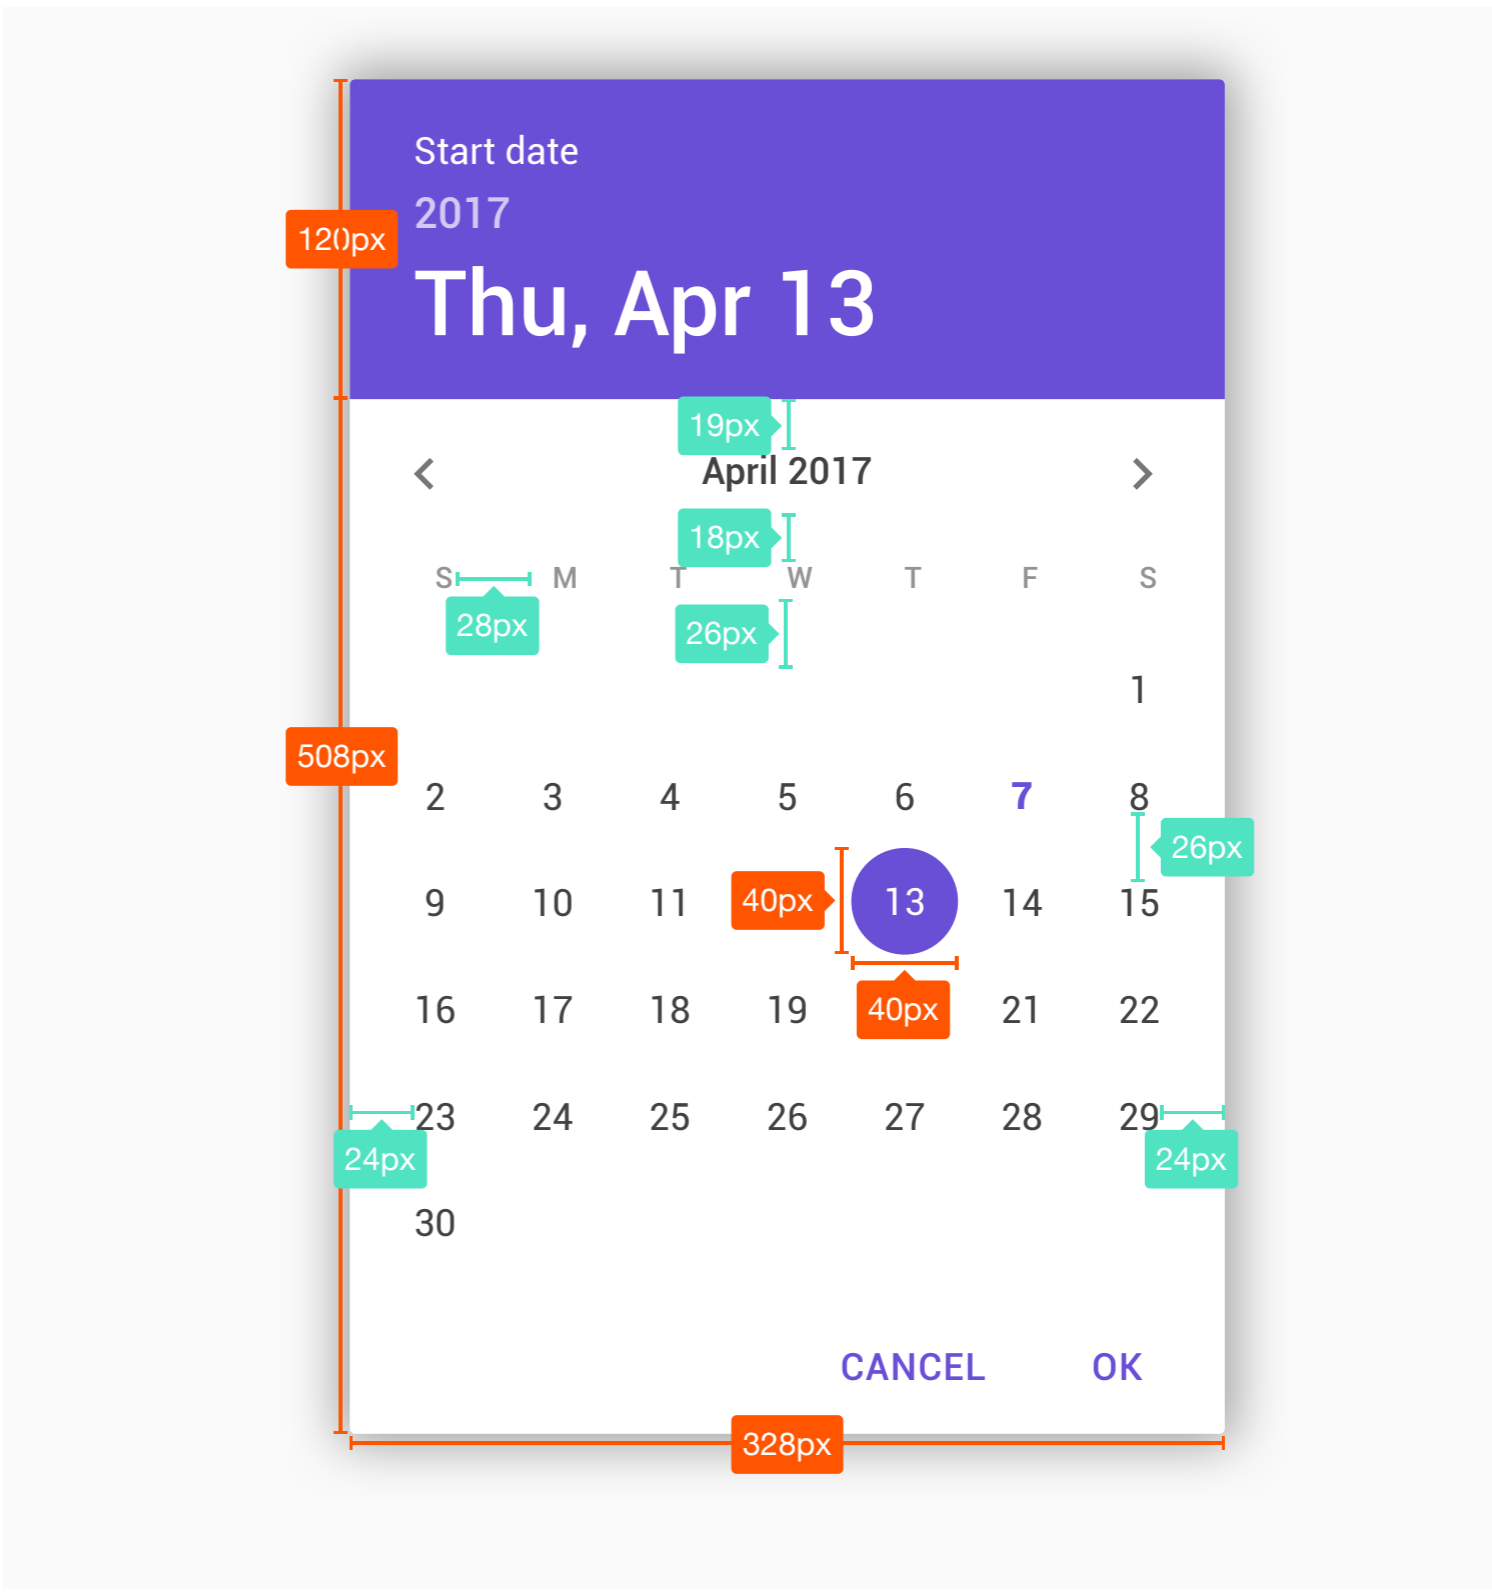 Start date
2017
120px
Thu, Apr 13
19px
April 2017
18px
S M T W T F S
28px
26px
1
508px
2 3 4 5 6 7 8
26px
9 10 11 40px 13 14 15
16 17 18 19 40px 21 22
23 24 25 26 27 28 29
24px 24px
30
CANCEL OK
328px